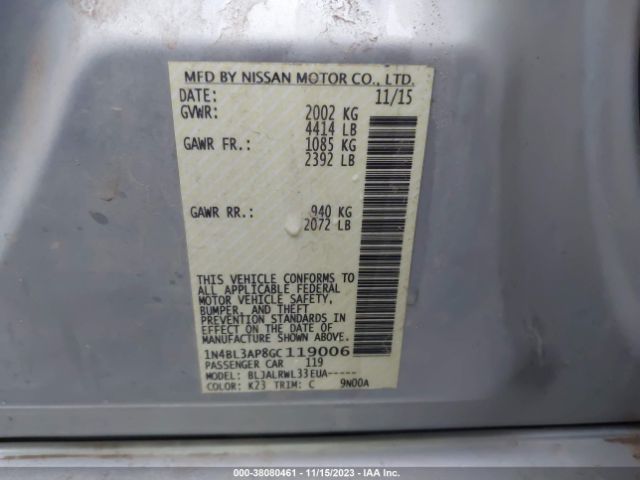 MFD BY NISSAN MOTOR CO., LTD.
DATE: 11/15
GVWR: 2002 KG
4414 LB
GAWR FR.: 1085 KG
2392 LB
GAWR RR.: 940 KG
2072 LB
THIS VEHICLE CONFORMS TO
ALL APPLICABLE FEDERAL
MOTOR VEHICLE SAFETY,
BUMPER, AND THEFT
PREVENTION STANDARDS IN
EFFECT ON THE DATE OF
MANUFACTURE SHOWN ABOVE.
1N4BL3AP8GC119006
PASSENGER CAR 119
MODEL: BLJALRWL33EUA-----
COLOR: K23 TRIM: C 9N00A
000-38080461 - 11/15/2023 - IAA Inc.